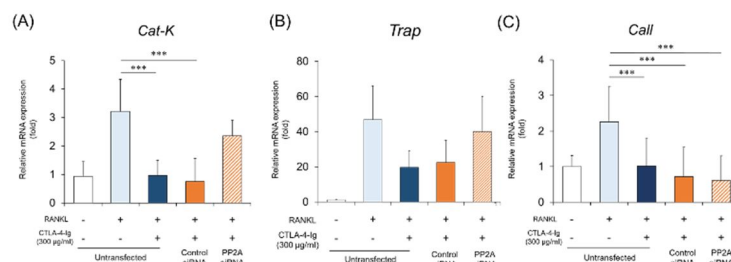 (A)
Cat-K
***
***
Relative mRNA expression
(fold)
5
4
3
2
1
0
RANKL - + + + +
CTLA-4-Ig - - + + +
(300 μg/ml)
Untransfected Control PP2A
(B)
Trap
Relative mRNA expression
(fold)
80
60
40
20
0
RANKL - + + + +
CTLA-4-Ig - - + + +
(300 μg/ml)
Untransfected Control PP2A
(C)
Call
***
***
***
Relative mRNA expression
(fold)
4
3
2
1
0
RANKL - + + + +
CTLA-4-Ig - - + + +
(300 μg/ml)
Untransfected Control PP2A